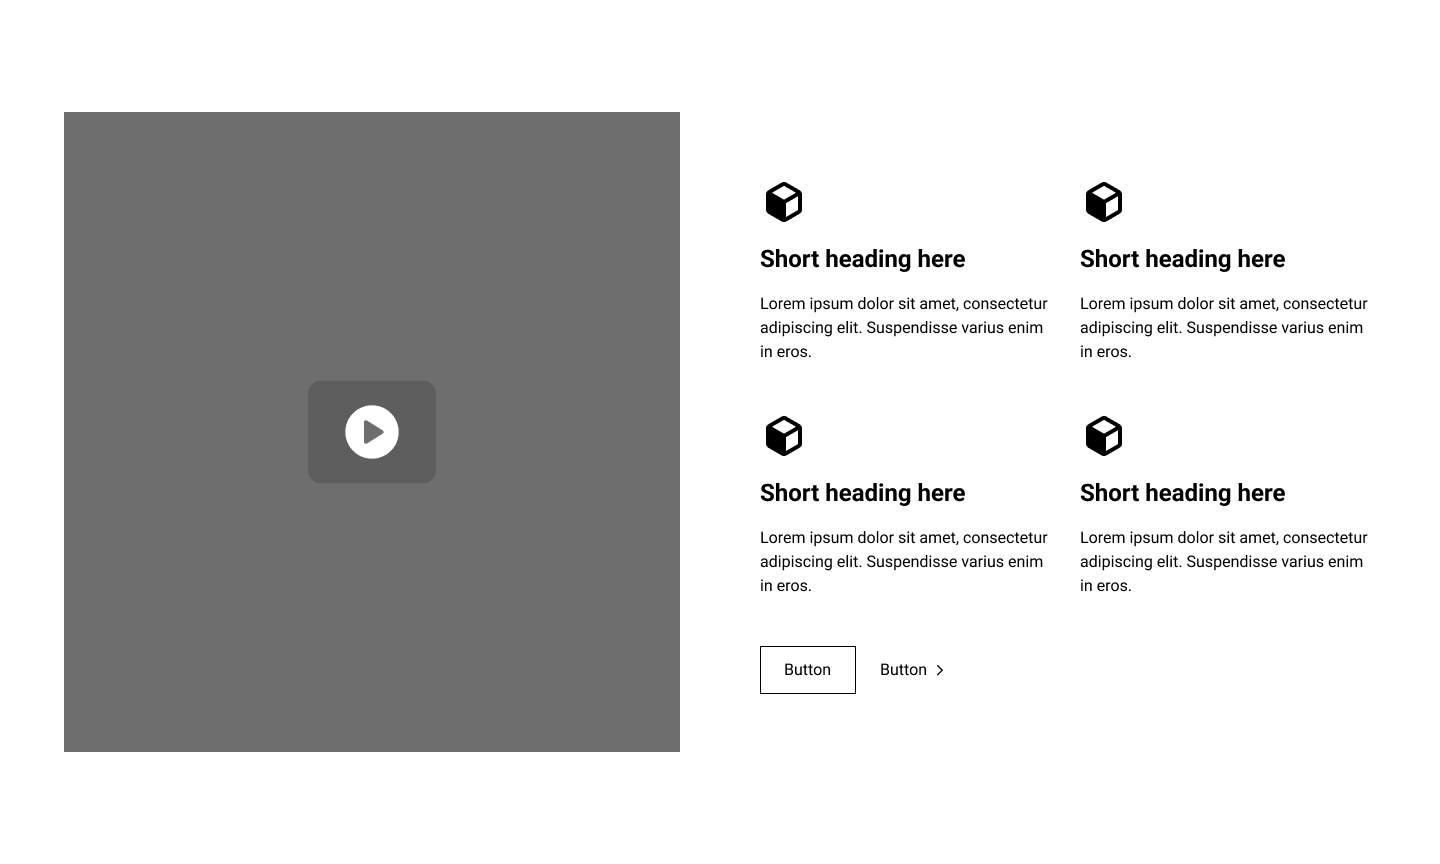 Short heading here
Lorem ipsum dolor sit amet, consectetur
adipiscing elit. Suspendisse varius enim
in eros.
Short heading here
Lorem ipsum dolor sit amet, consectetur
adipiscing elit. Suspendisse varius enim
in eros.
Short heading here
Lorem ipsum dolor sit amet, consectetur
adipiscing elit. Suspendisse varius enim
in eros.
Short heading here
Lorem ipsum dolor sit amet, consectetur
adipiscing elit. Suspendisse varius enim
in eros.
Button
Button